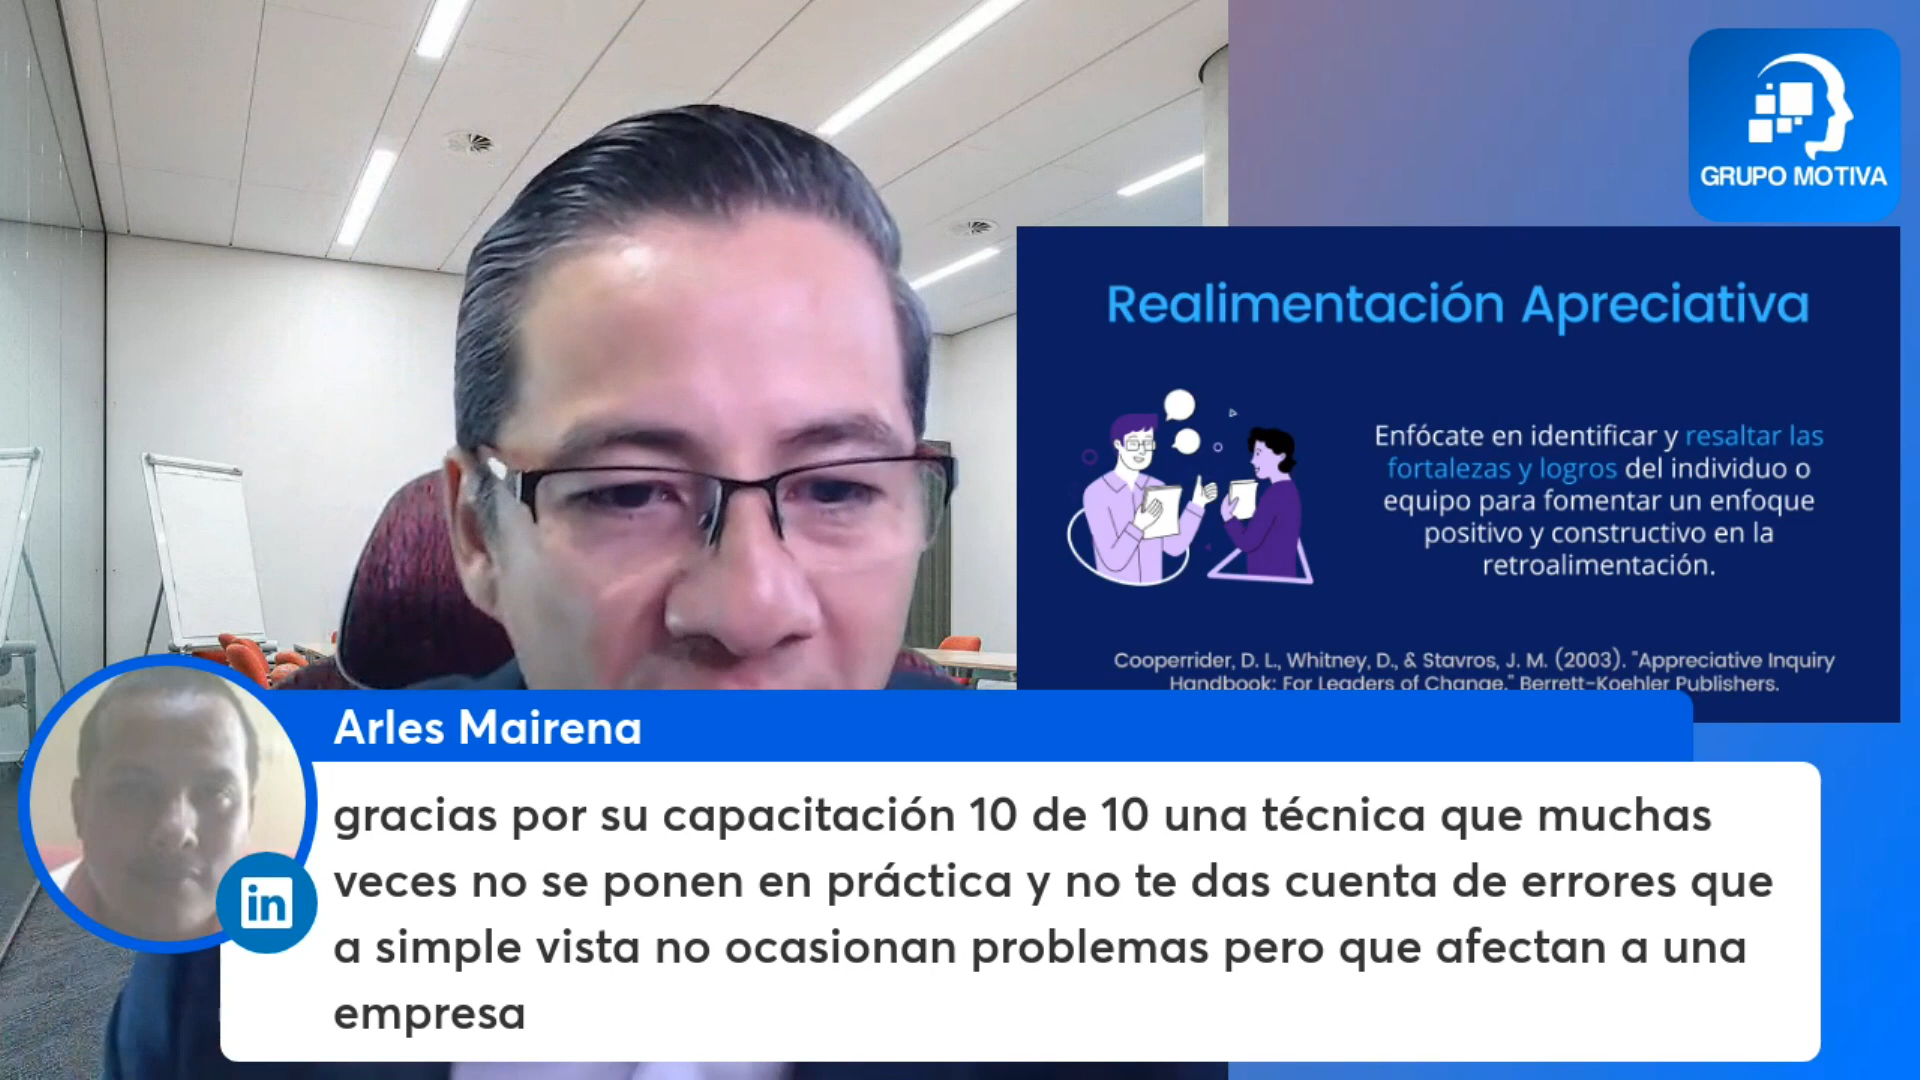 GRUPO MOTIVA
Realimentación Apreciativa
Enfócate en identificar y resaltar las
fortalezas y logros del individuo o
equipo para fomentar un enfoque
positivo y constructivo en la
retroalimentación.
Cooperrider, D. L., Whitney, D., & Stavros, J. M. (2003). "Appreciative Inquiry
Handbook: For Leaders of Change." Berrett-Koehler Publishers.
Arles Mairena
in
gracias por su capacitación 10 de 10 una técnica que muchas
veces no se ponen en práctica y no te das cuenta de errores que
a simple vista no ocasionan problemas pero que afectan a una
empresa